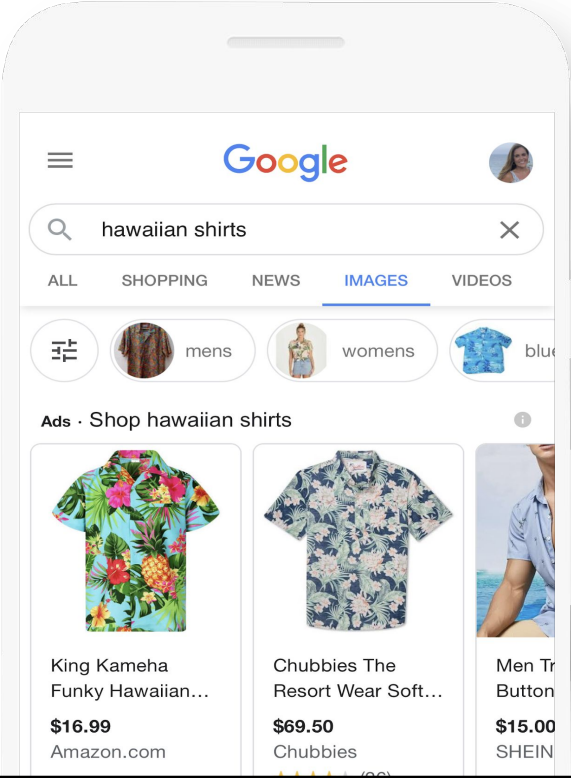 Google
hawaiian shirts
ALL SHOPPING NEWS IMAGES VIDEOS
mens womens blue
Ads · Shop hawaiian shirts
King Kameha
Funky Hawaiian...
$16.99
Amazon.com
Chubbies The
Resort Wear Soft...
$69.50
Chubbies
Men Tr
Button
$15.00
SHEIN